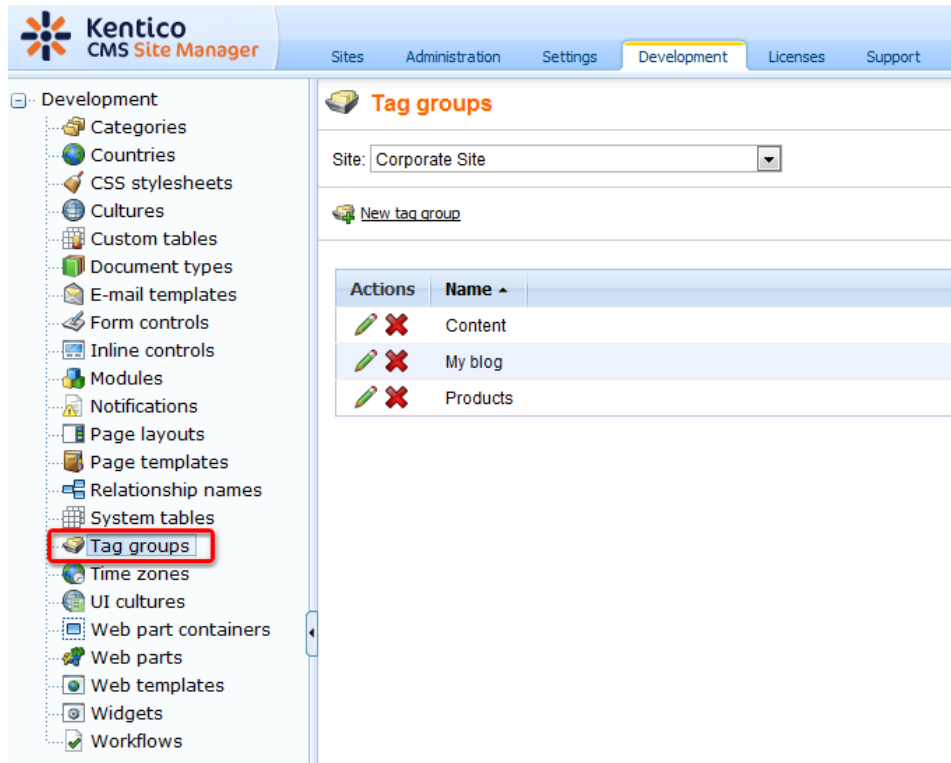 Kentico
CMS Site Manager
Sites Administration Settings Development Licenses Support
Development
Categories
Countries
CSS stylesheets
Cultures
Custom tables
Document types
E-mail templates
Form controls
Inline controls
Modules
Notifications
Page layouts
Page templates
Relationship names
System tables
Tag groups
Time zones
UI cultures
Web part containers
Web parts
Web templates
Widgets
Workflows
Tag groups
Site: Corporate Site
New tag group
Actions Name
Content
My blog
Products